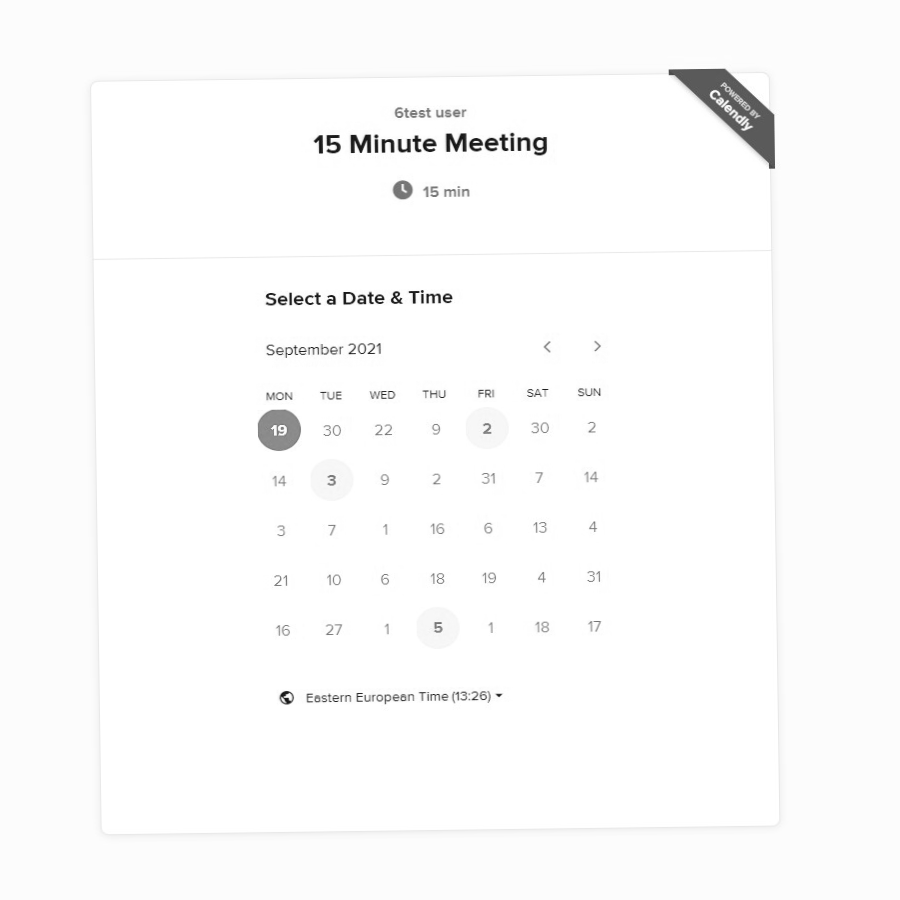 POWERED BY
Calendly
6test user
15 Minute Meeting
15 min
Select a Date & Time
September 2021
MON TUE WED THU FRI SAT SUN
19 30 22 9 2 30 2
14 3 9 2 31 7 14
3 7 1 16 6 13 4
21 10 6 18 19 4 31
16 27 1 5 1 18 17
Eastern European Time (13:26)